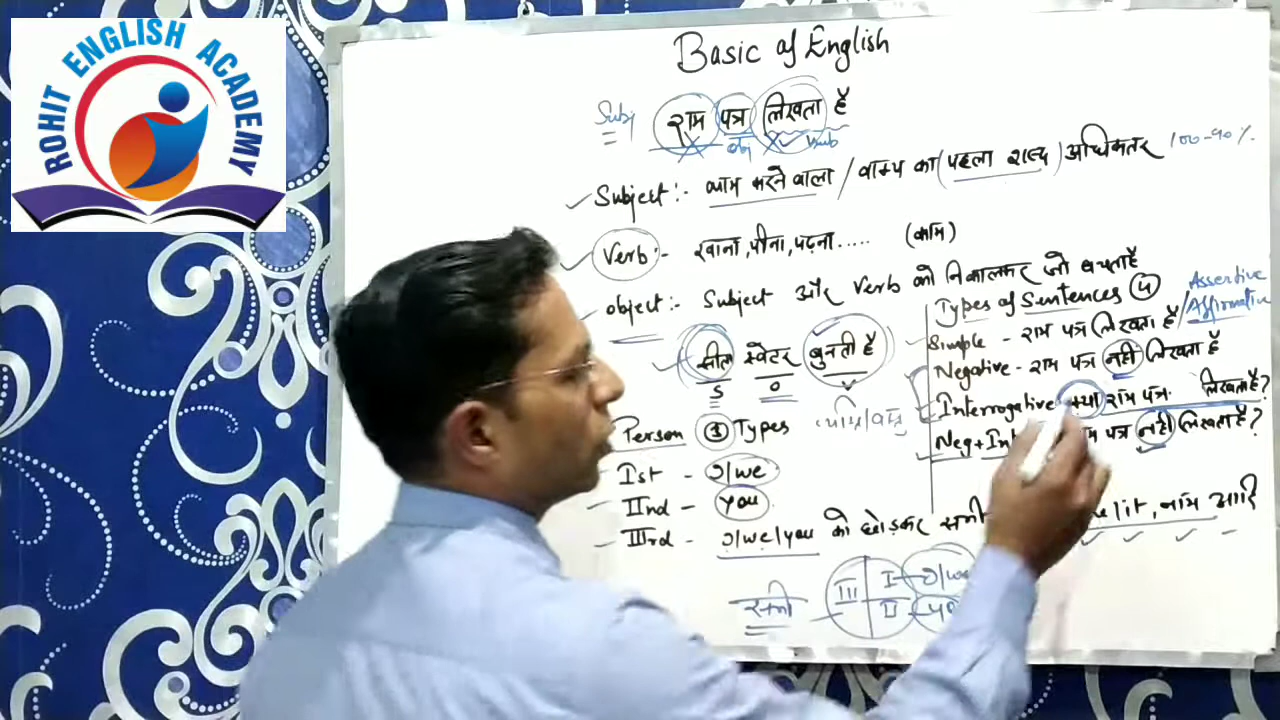 ROHIT ENGLISH ACADEMY
Basic of English
Subj राम पत्र लिखता है
obj verb
Subject :- काम करने वाला / वाक्य का (पहला शब्द) अधिकतर 100-90%.
Verb :- खाना, पीना, पढ़ना ..... (काम)
object :- Subject और Verb को निकालकर जो बचता है
सीता स्वेटर बुनती है
S O V
Person 3 Types
Ist - I/we
IInd - you
IIIrd - I/we/you को छोड़कर सभी /it, नाम आदि
सभी III I - I/we
II
Types of Sentences 4
Assertive
Simple - राम पत्र लिखता है / Affirmative
Negative - राम पत्र नहीं लिखता है
Interrogative क्या राम पत्र लिखता है?
Neg+Int पत्र नहीं लिखता है?